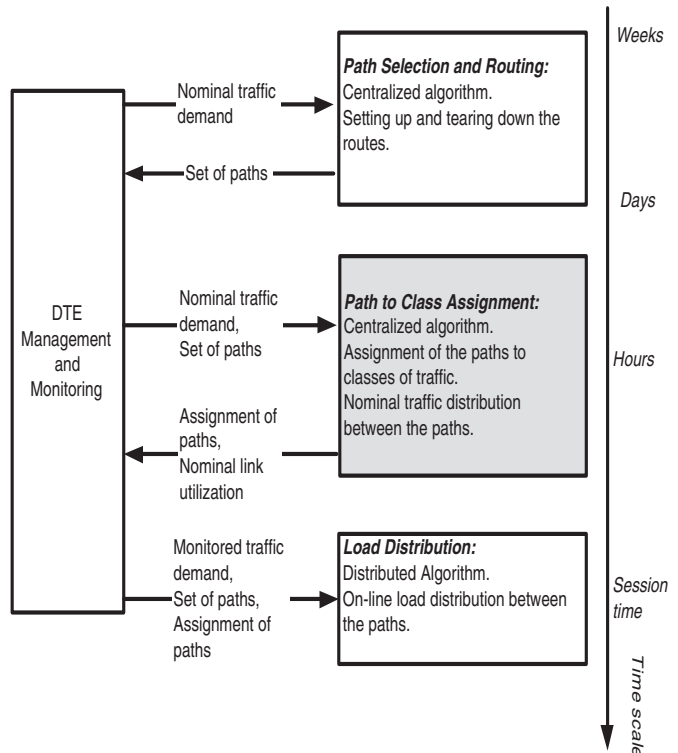 Weeks
Path Selection and Routing:
Centralized algorithm.
Setting up and tearing down the
routes.
Nominal traffic
demand
Set of paths
Days
DTE
Management
and
Monitoring
Nominal traffic
demand,
Set of paths
Path to Class Assignment:
Centralized algorithm.
Assignment of the paths to
classes of traffic.
Nominal traffic distribution
between the paths.
Hours
Assignment of
paths,
Nominal link
utilization
Monitored traffic
demand,
Set of paths,
Assignment of
paths
Load Distribution:
Distributed Algorithm.
On-line load distribution between
the paths.
Session
time
Time scale